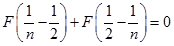 F(1/n − 1/2) + F(1/2 − 1/n) = 0